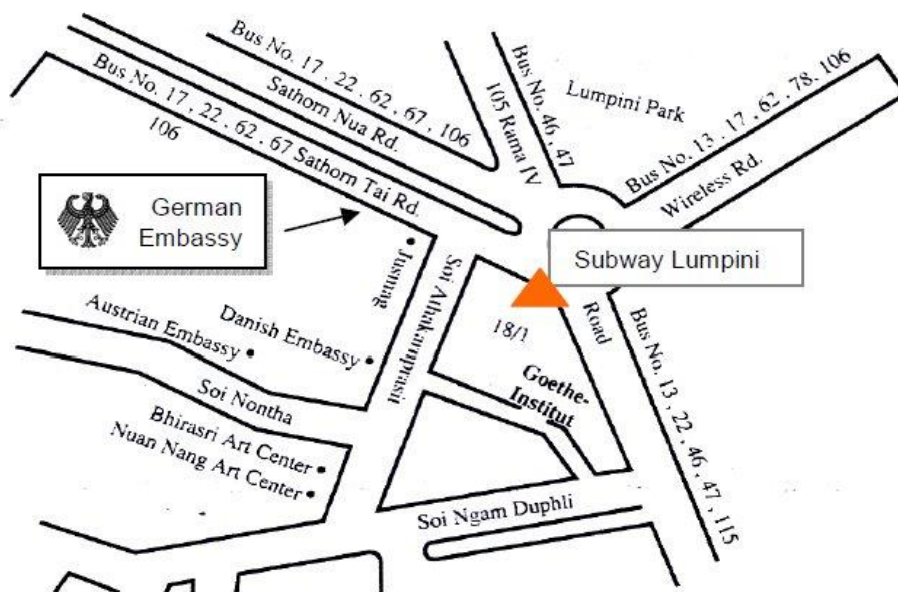 Bus No. 17 , 22 , 62 , 67, 106
Sathorn Nua Rd.
Bus No. 17 , 22 , 62 , 67 Sathorn Tai Rd.
106
105 Rama IV
Bus No. 46, 47
Lumpini Park
Bus No. 13 . 17 , 62 , 78, 106
Wireless Rd.
German
Embassy
Subway Lumpini
Jusmag
Soi Athakarnprasit
18/1
Road
Bus No. 13 , 22 , 46 , 47 , 115
Austrian Embassy
Danish Embassy
Goethe-
Institut
Soi Nontha
Bhirasri Art Center
Nuan Nang Art Center
Soi Ngam Duphli